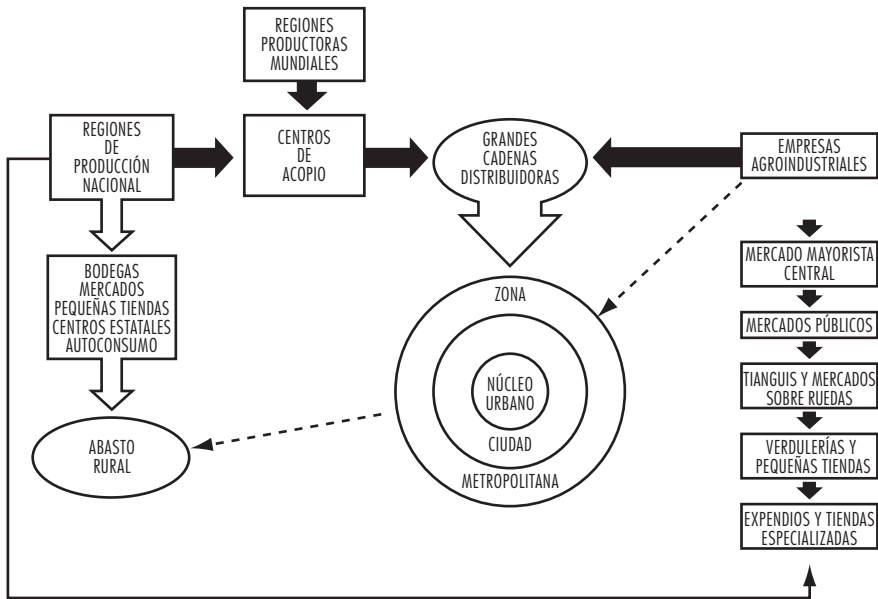 REGIONES
PRODUCTORAS
MUNDIALES
REGIONES
DE
PRODUCCIÓN
NACIONAL
CENTROS
DE
ACOPIO
GRANDES
CADENAS
DISTRIBUIDORAS
EMPRESAS
AGROINDUSTRIALES
BODEGAS
MERCADOS
PEQUEÑAS TIENDAS
CENTROS ESTATALES
AUTOCONSUMO
ABASTO
RURAL
ZONA
NÚCLEO
URBANO
CIUDAD
METROPOLITANA
MERCADO MAYORISTA
CENTRAL
MERCADOS PÚBLICOS
TIANGUIS Y MERCADOS
SOBRE RUEDAS
VERDULERÍAS Y
PEQUEÑAS TIENDAS
EXPENDIOS Y TIENDAS
ESPECIALIZADAS